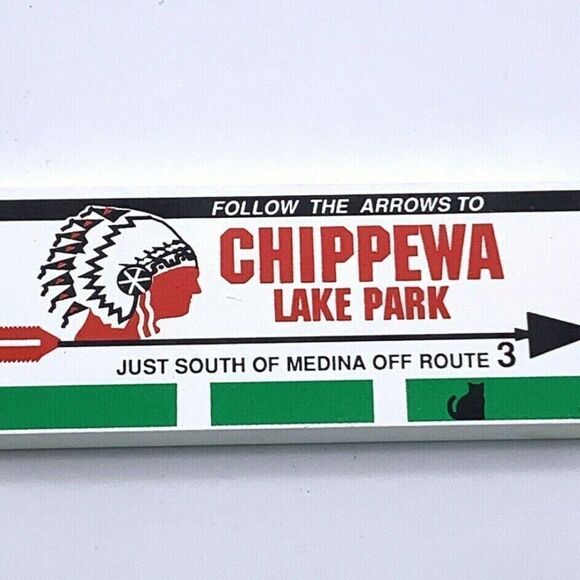 FOLLOW THE ARROWS TO
CHIPPEWA
LAKE PARK
JUST SOUTH OF MEDINA OFF ROUTE 3